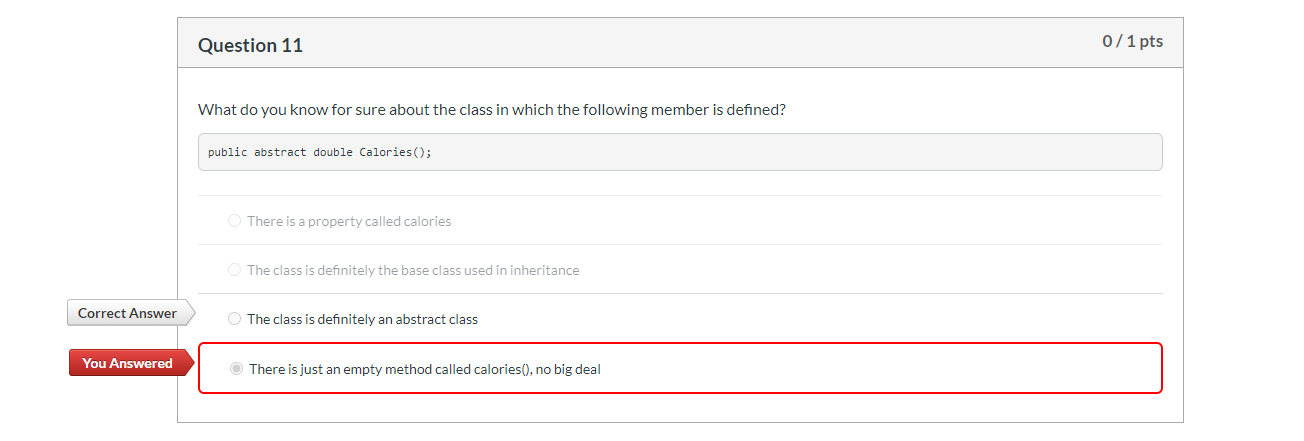 Question 11
0 / 1 pts
What do you know for sure about the class in which the following member is defined?
public abstract double Calories();
There is a property called calories
The class is definitely the base class used in inheritance
Correct Answer
The class is definitely an abstract class
You Answered
There is just an empty method called calories(), no big deal